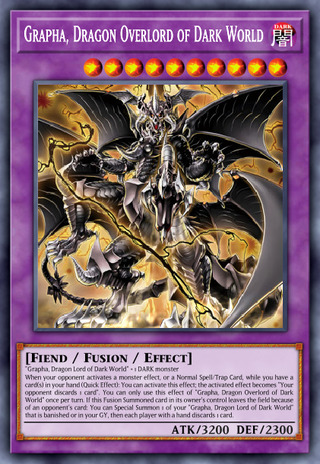 Grapha, Dragon Overlord of Dark World
DARK
闇
[Fiend / Fusion / Effect]
"Grapha, Dragon Lord of Dark World" + 1 DARK monster
When your opponent activates a monster effect, or a Normal Spell/Trap Card, while you have a
card(s) in your hand (Quick Effect): You can activate this effect; the activated effect becomes "Your
opponent discards 1 card". You can only use this effect of "Grapha, Dragon Overlord of Dark
World" once per turn. If this Fusion Summoned card in its owner's control leaves the field because
of an opponent's card: You can Special Summon 1 of your "Grapha, Dragon Lord of Dark World"
that is banished or in your GY, then each player with a hand discards 1 card.
ATK/3200 DEF/2300